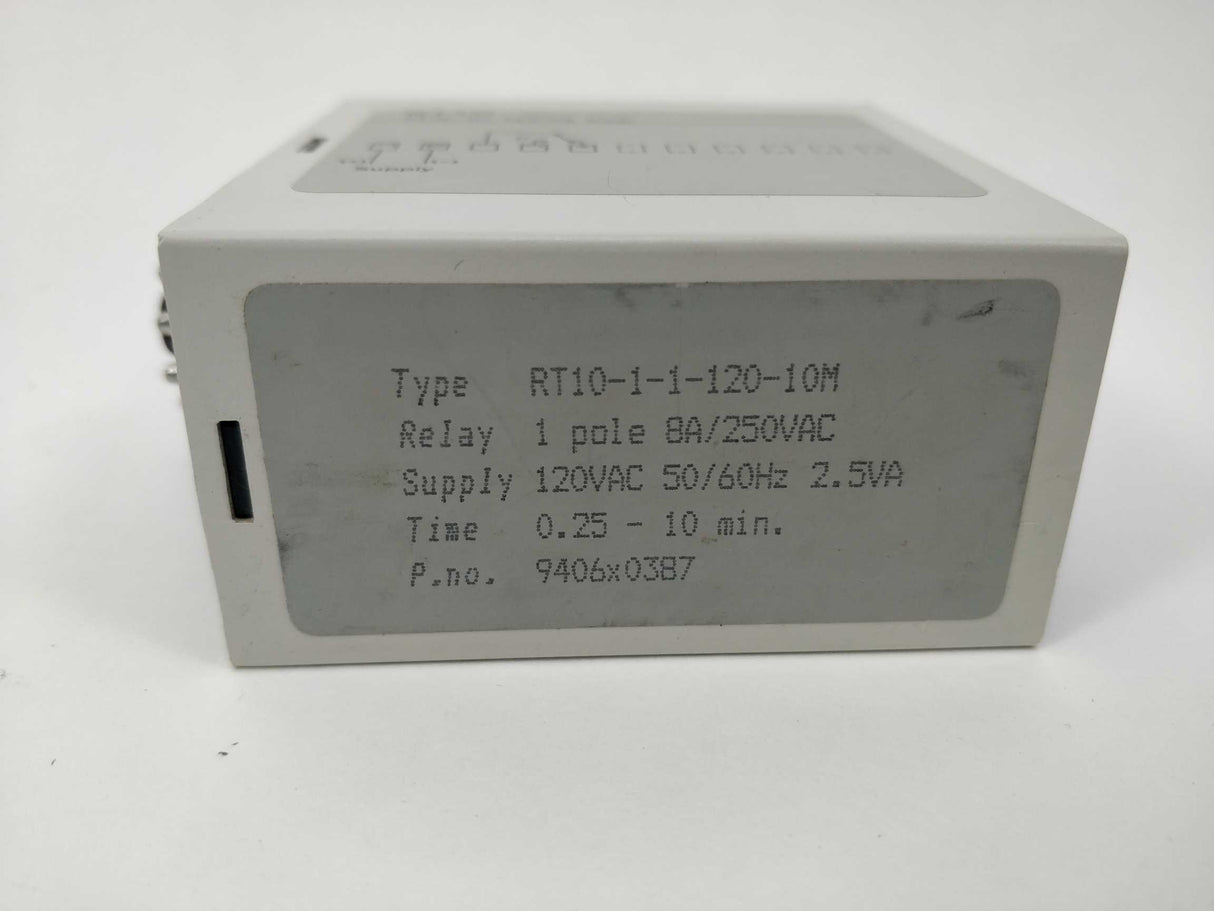 Supply
Type RT10-1-1-120-10M
Relay 1 pole 8A/250VAC
Supply 120VAC 50/60Hz 2.5VA
Time 0.25 - 10 min.
P.no. 9406x0387